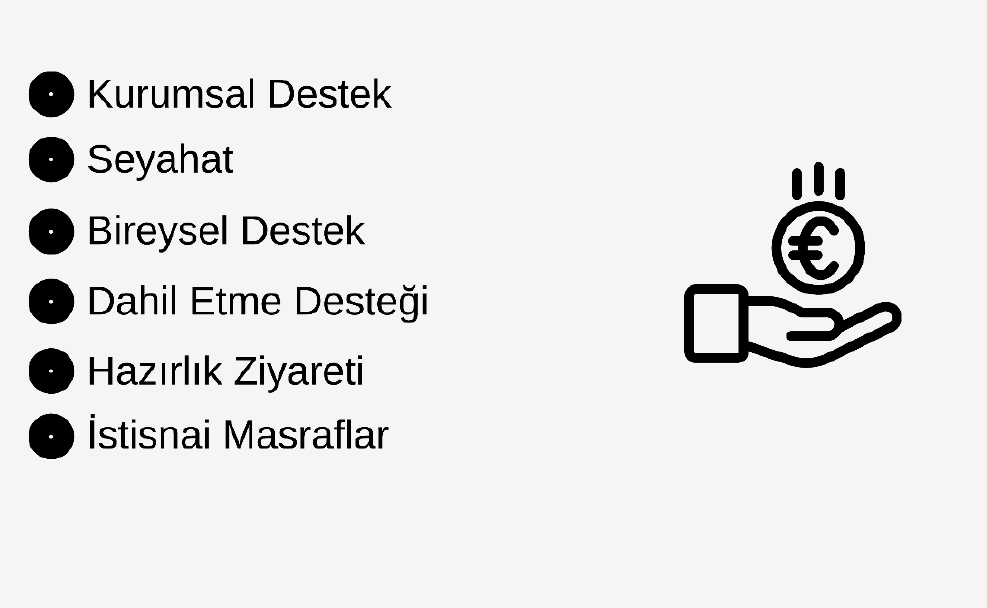 Kurumsal Destek
Seyahat
Bireysel Destek
Dahil Etme Desteği
Hazırlık Ziyareti
İstisnai Masraflar
€